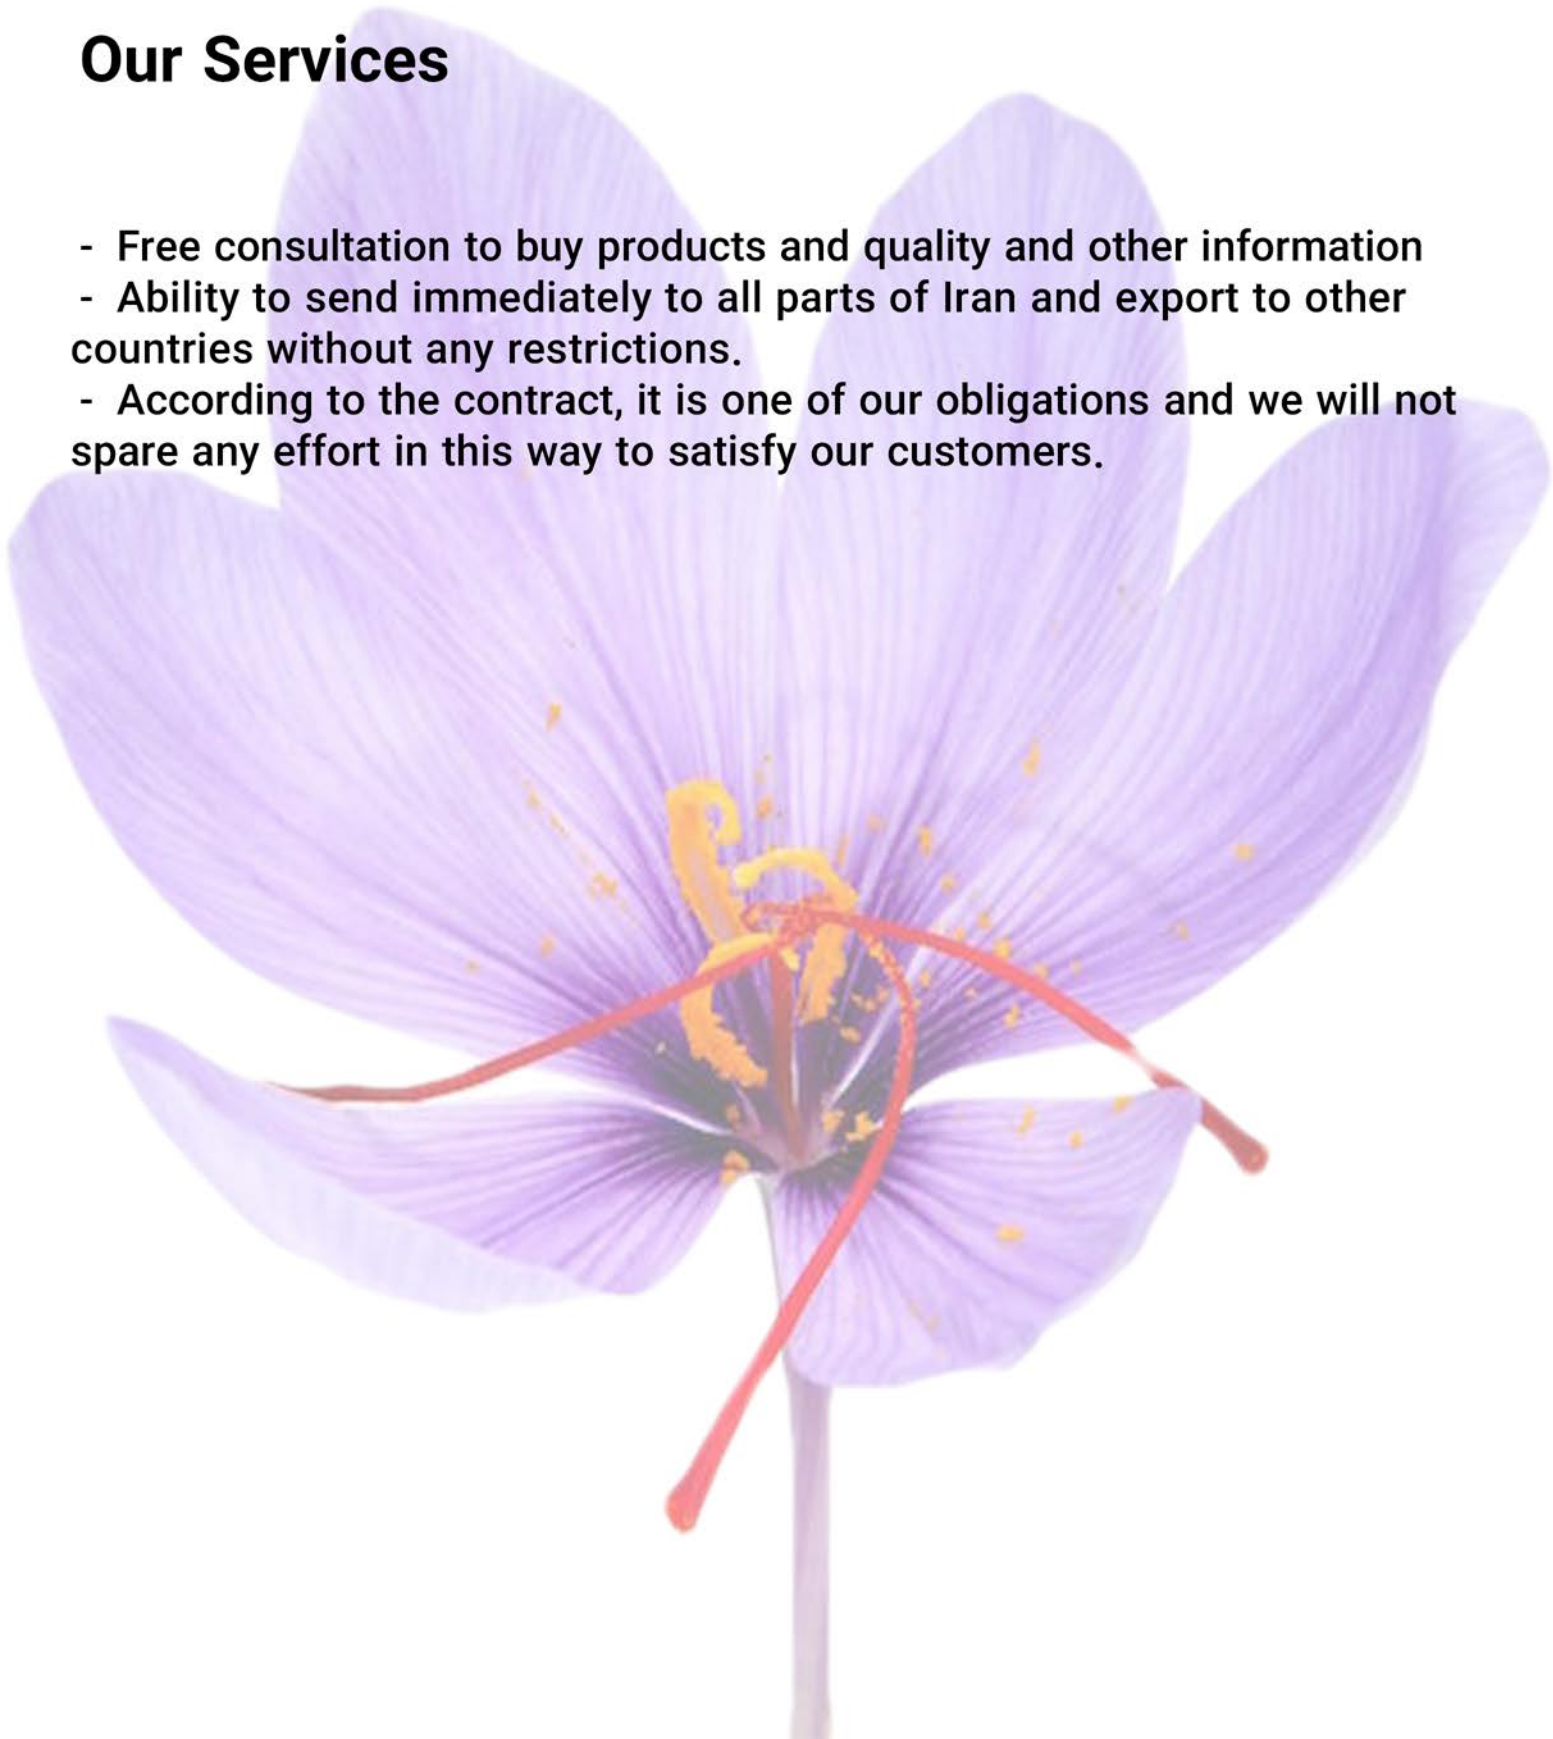 Our Services
- Free consultation to buy products and quality and other information
- Ability to send immediately to all parts of Iran and export to other
countries without any restrictions.
- According to the contract, it is one of our obligations and we will not
spare any effort in this way to satisfy our customers.